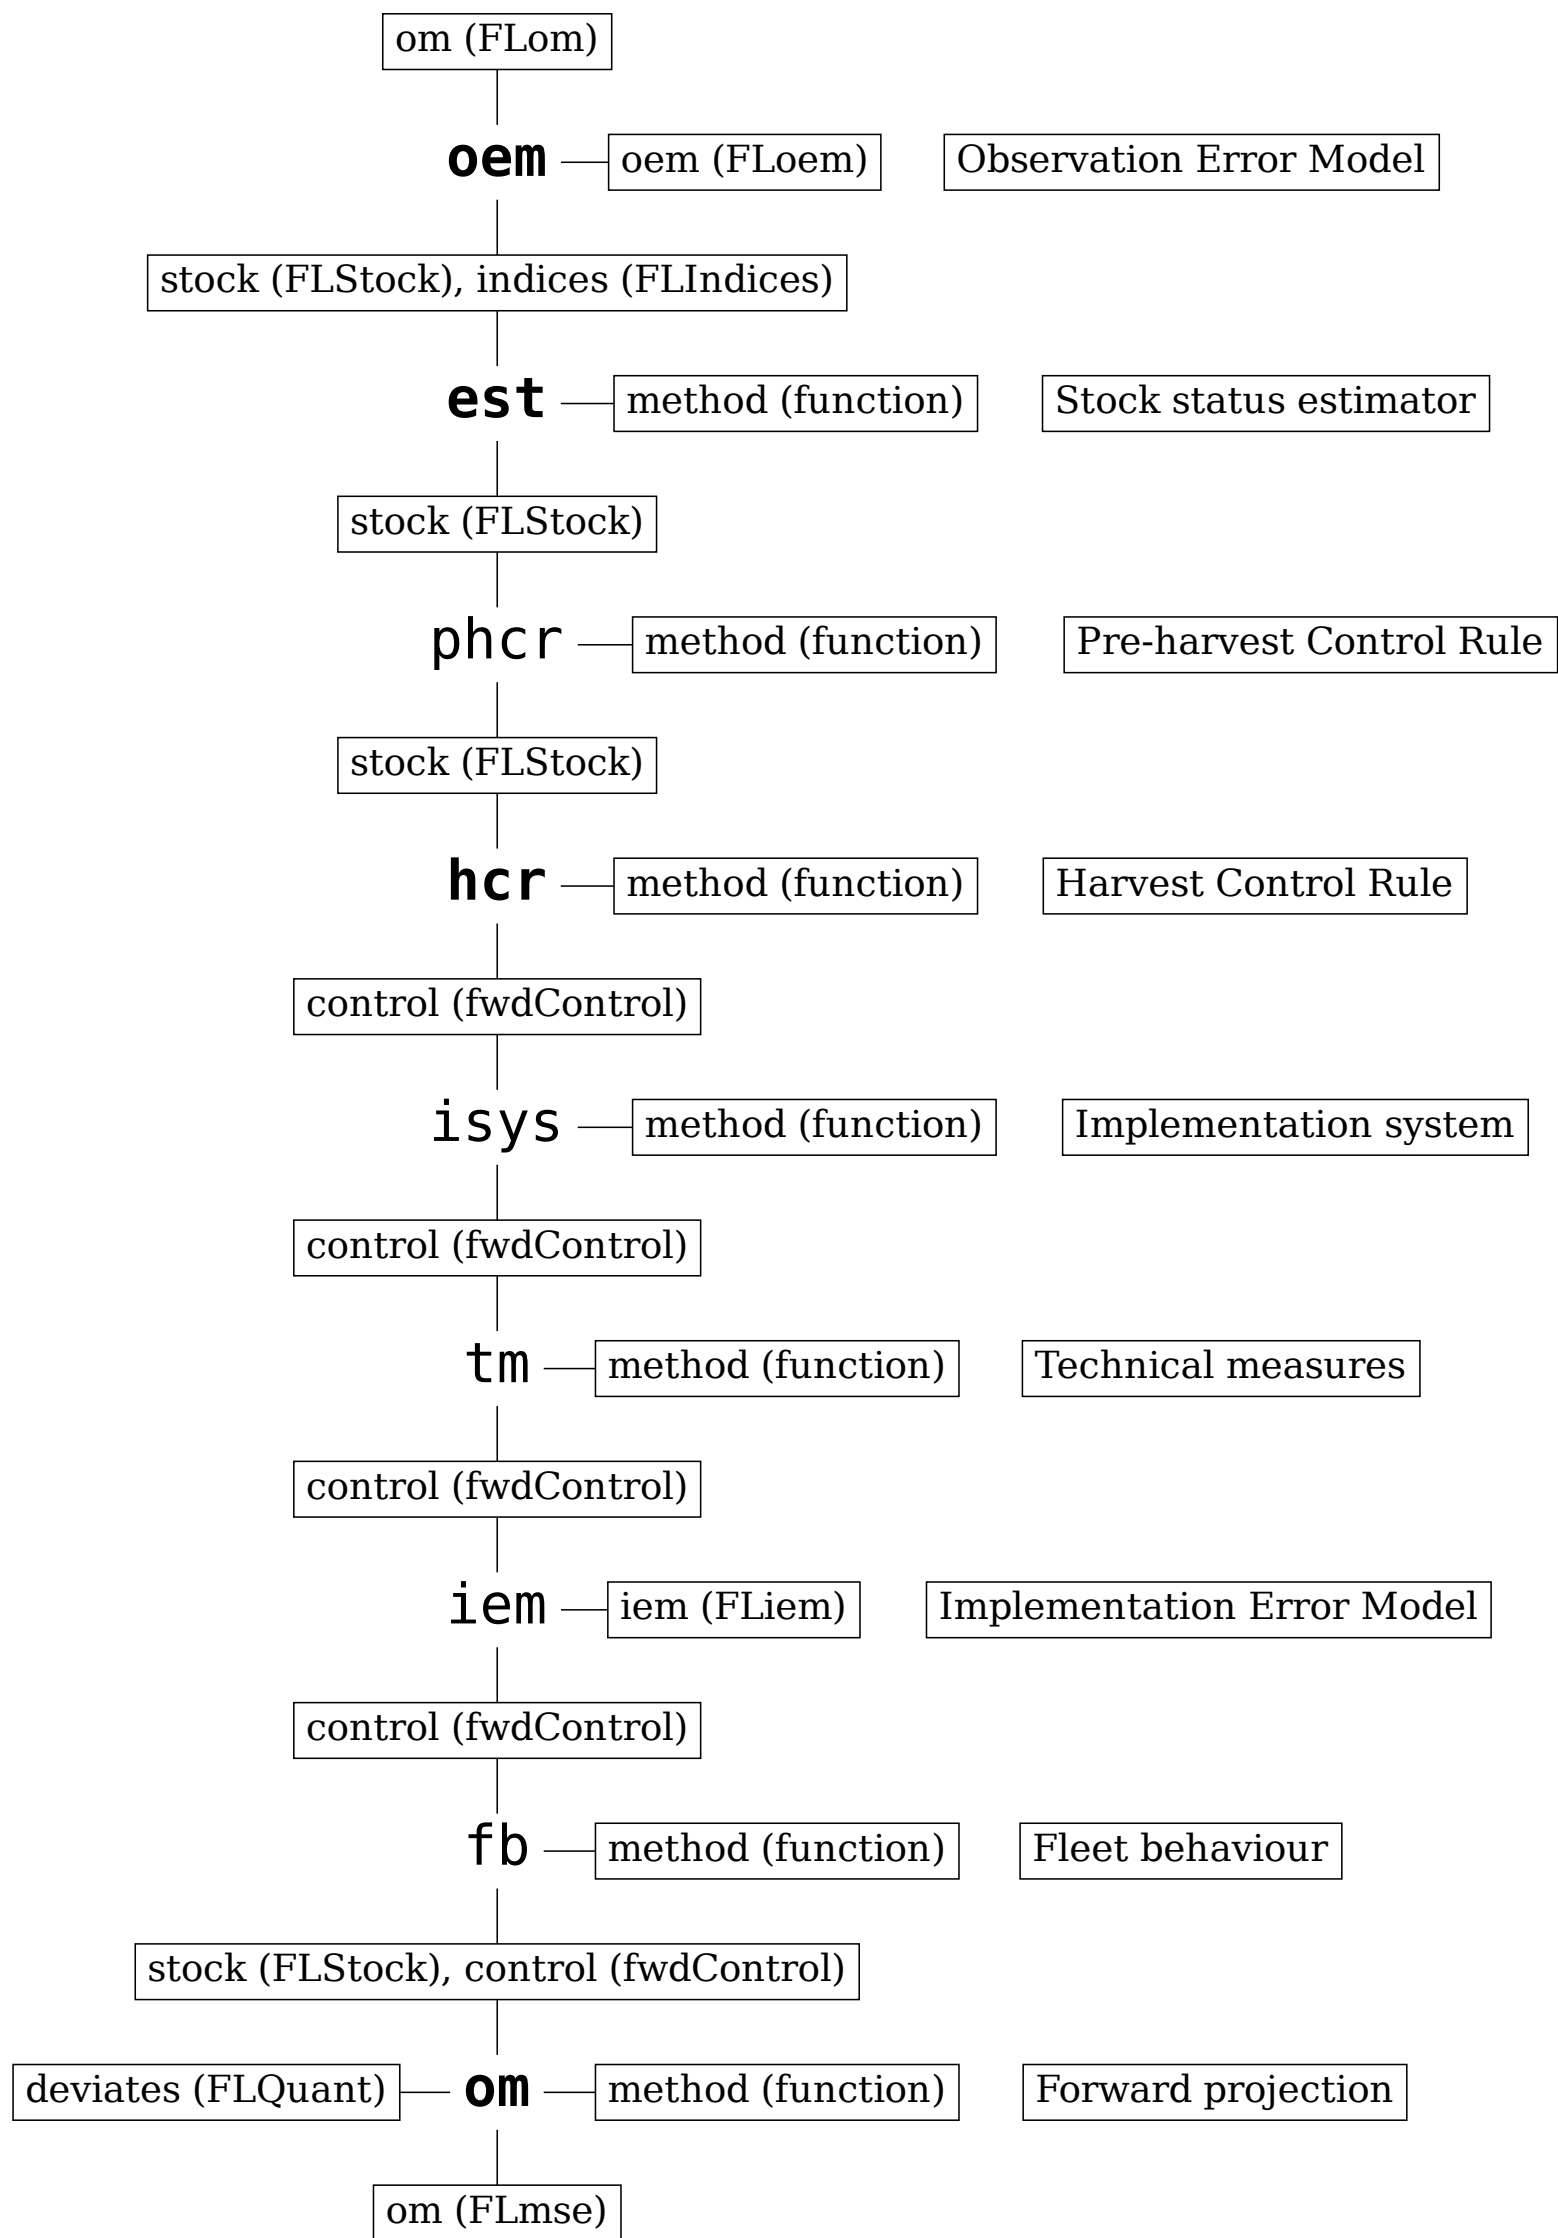 om (FLom)
oem oem (FLoem) Observation Error Model
stock (FLStock), indices (FLIndices)
est method (function) Stock status estimator
stock (FLStock)
phcr method (function) Pre-harvest Control Rule
stock (FLStock)
hcr method (function) Harvest Control Rule
control (fwdControl)
isys method (function) Implementation system
control (fwdControl)
tm method (function) Technical measures
control (fwdControl)
iem iem (FLiem) Implementation Error Model
control (fwdControl)
fb method (function) Fleet behaviour
stock (FLStock), control (fwdControl)
deviates (FLQuant) om method (function) Forward projection
om (FLmse)